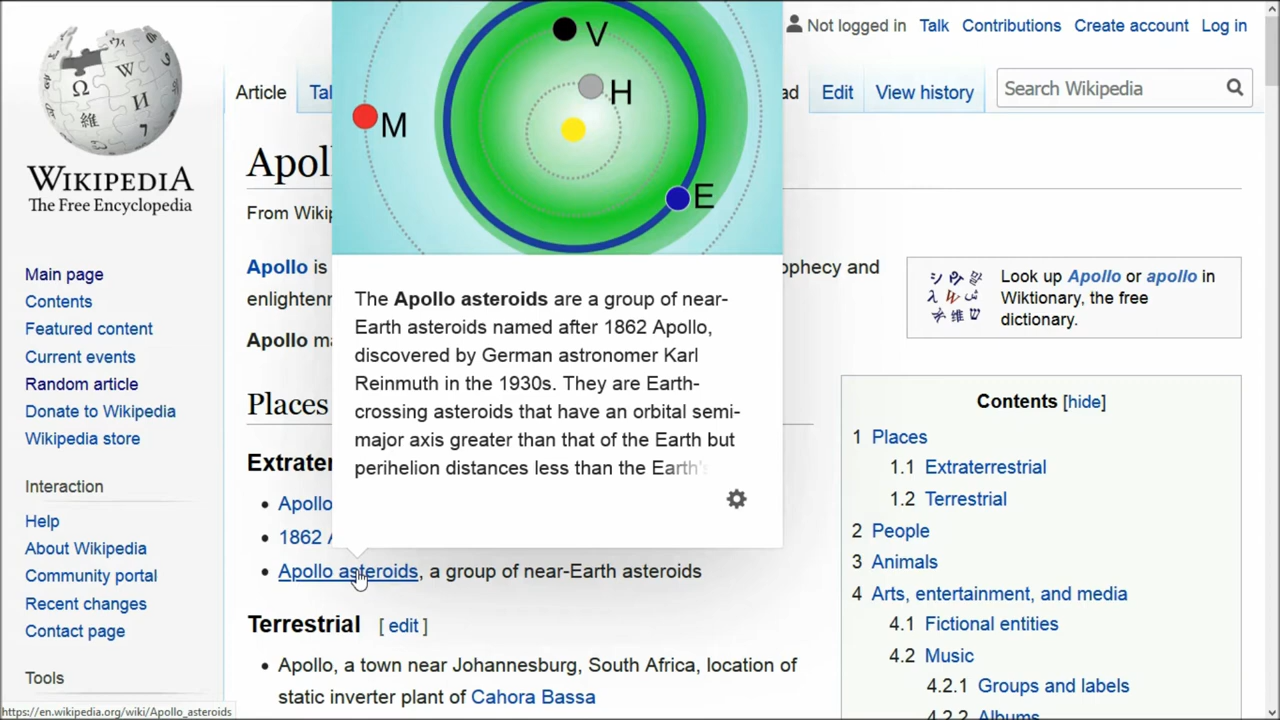 WIKIPEDIA
The Free Encyclopedia
Main page
Contents
Featured content
Current events
Random article
Donate to Wikipedia
Wikipedia store
Interaction
Help
About Wikipedia
Community portal
Recent changes
Contact page
Tools
Not logged in Talk Contributions Create account Log in
Article Tal ad Edit View history Search Wikipedia
Apol
From Wikip
Apollo is ophecy and
enlightenn
Apollo ma
V
H
M
E
The Apollo asteroids are a group of near-
Earth asteroids named after 1862 Apollo,
discovered by German astronomer Karl
Reinmuth in the 1930s. They are Earth-
crossing asteroids that have an orbital semi-
major axis greater than that of the Earth but
perihelion distances less than the Earth's
Look up Apollo or apollo in
Wiktionary, the free
dictionary.
Places
Extrater
Apollo
1862 A
Apollo asteroids, a group of near-Earth asteroids
Terrestrial [ edit ]
Apollo, a town near Johannesburg, South Africa, location of
static inverter plant of Cahora Bassa
Contents [hide]
1 Places
1.1 Extraterrestrial
1.2 Terrestrial
2 People
3 Animals
4 Arts, entertainment, and media
4.1 Fictional entities
4.2 Music
4.2.1 Groups and labels
4.2.2 Albums
https://en.wikipedia.org/wiki/Apollo_asteroids